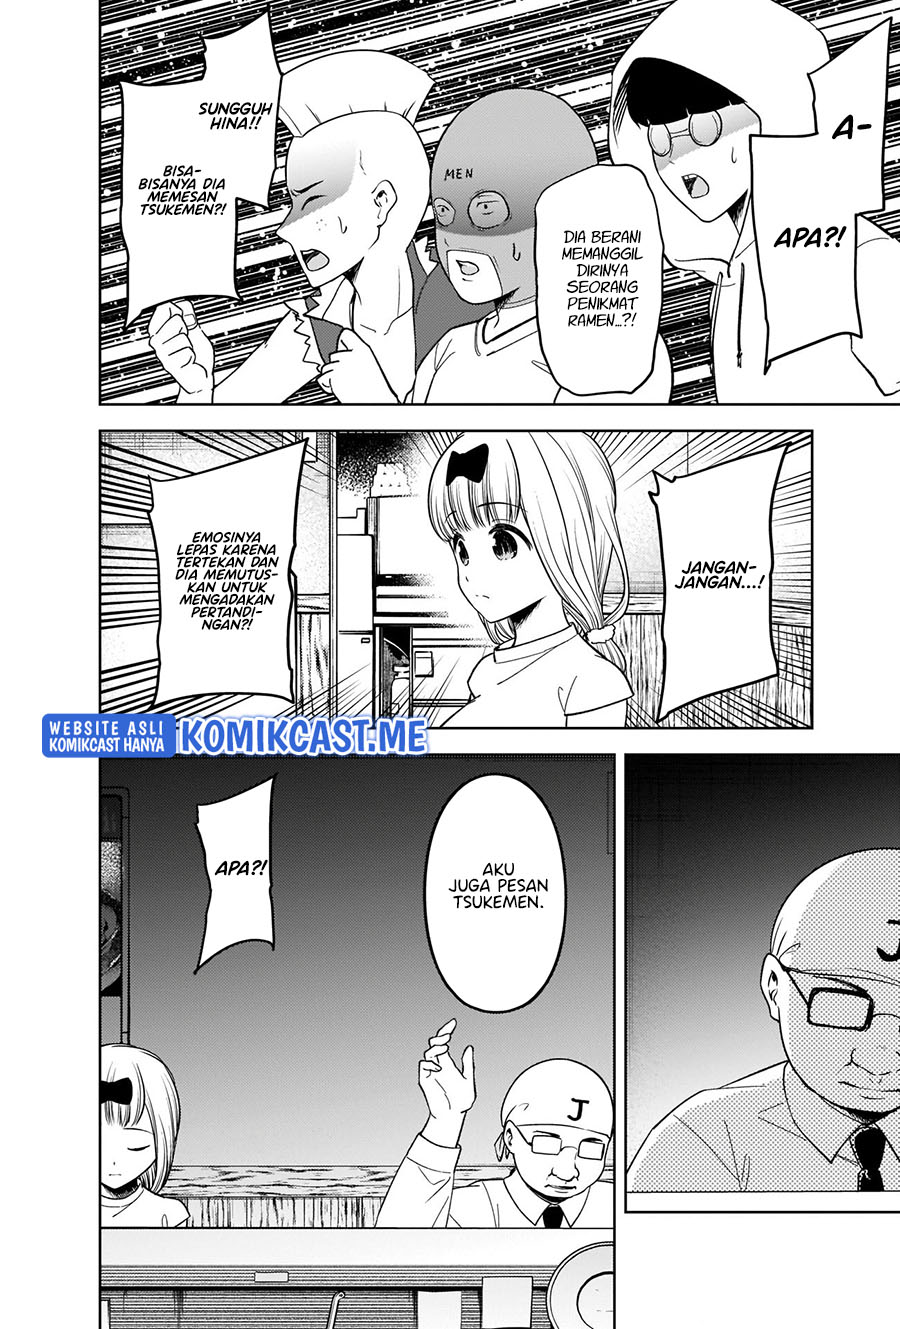 A-
APA?!
DIA BERANI
MEMANGGIL
DIRINYA
SEORANG
PENIKMAT
RAMEN...?!
MEN
SUNGGUH
HINA!!
BISA-
BISANYA DIA
MEMESAN
TSUKEMEN?!
JANGAN-
JANGAN...!
EMOSINYA
LEPAS KARENA
TERTEKAN DAN
DIA MEMUTUS-
KAN UNTUK
MENGADAKAN
PERTANDI-
NGAN?!
WEBSITE ASLI
KOMIKCAST HANYA
KOMIKCAST.ME
J
AKU
JUGA PESAN
TSUKEMEN.
APA?!
J